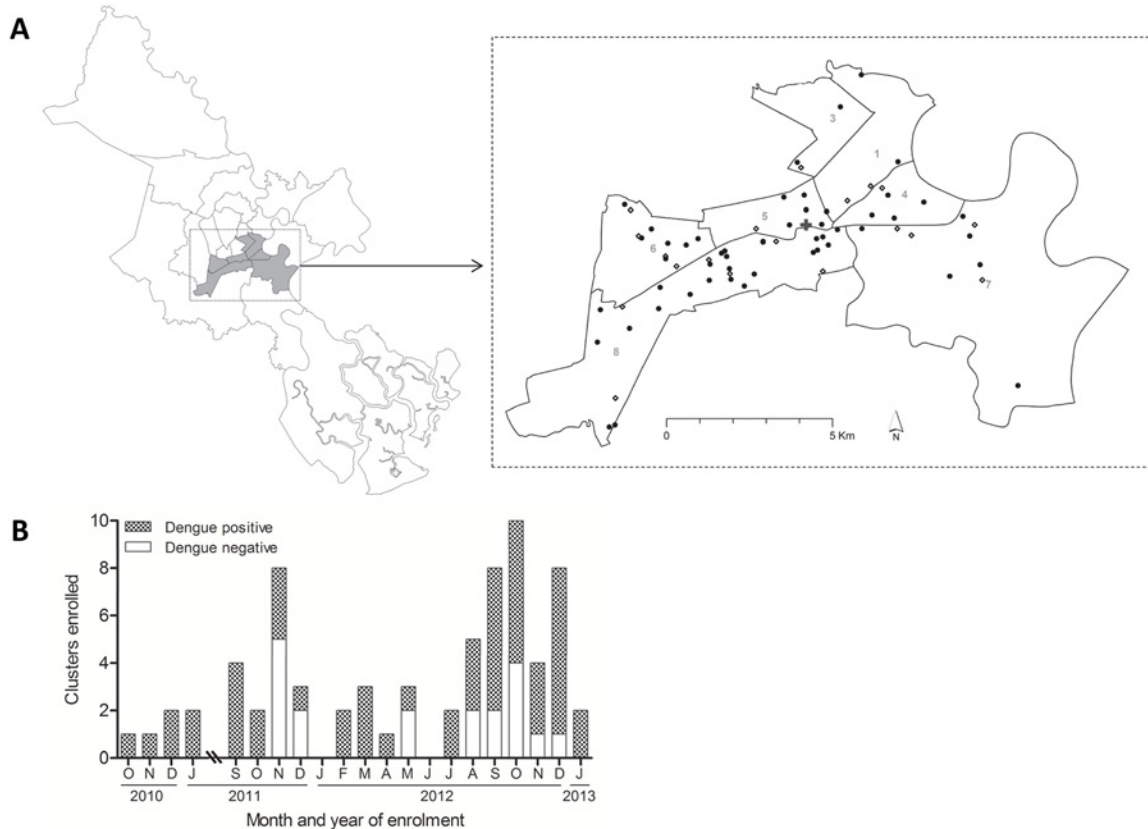 A
3
1
4
5
6
7
8
0 5 Km
N
B
Dengue positive
Dengue negative
Clusters enrolled
10
8
6
4
2
0
O N D J S O N D J F M A M J J A S O N D J
2010 2011 2012 2013
Month and year of enrolment